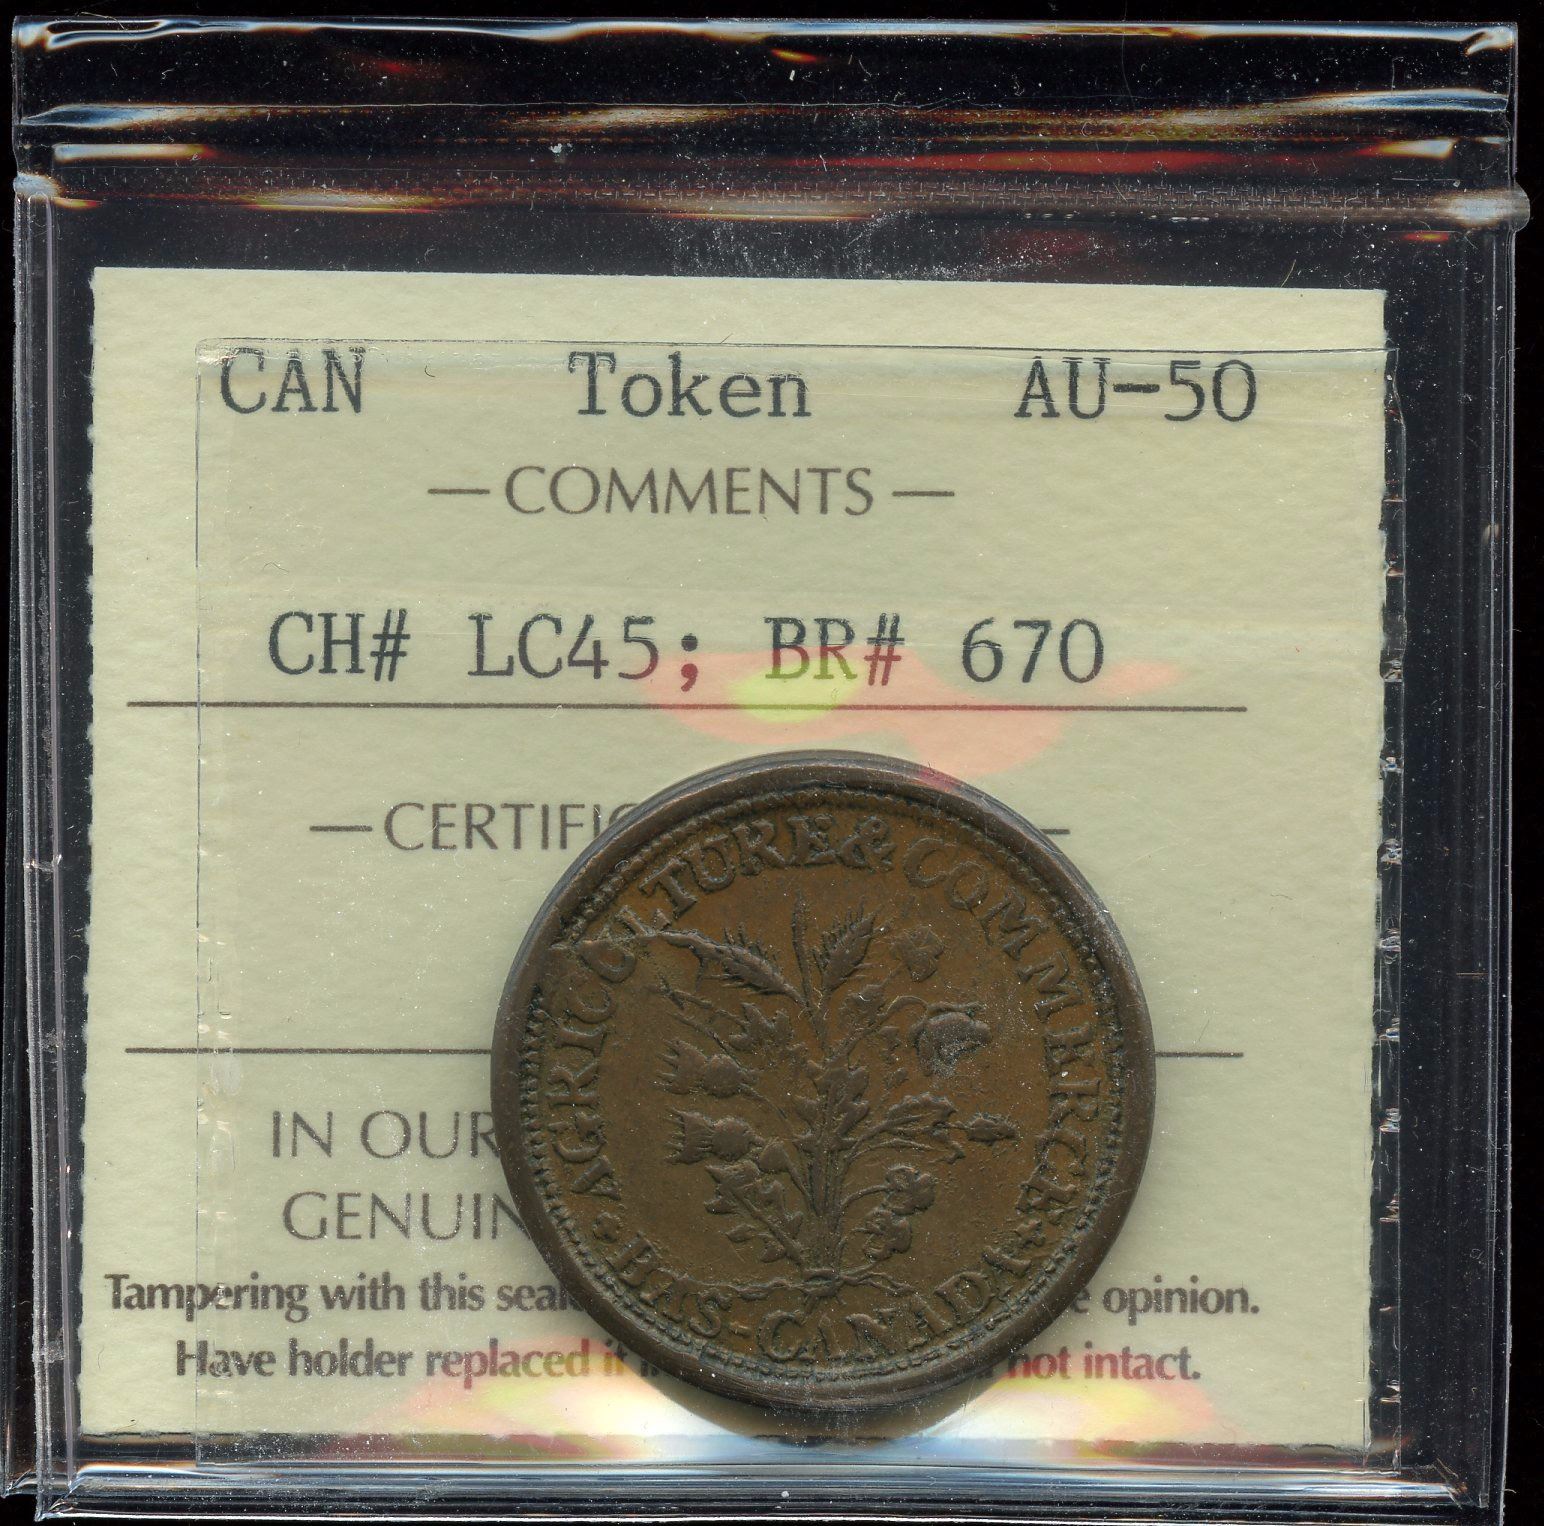 CAN Token AU-50
— COMMENTS —
CH# LC45; BR# 670
— CERTIFIC —
IN OUR
GENUIN
Tampering with this seal e opinion.
Have holder replaced if not intact.
AGRICULTURE & COMMERCE
BAS-CANADA